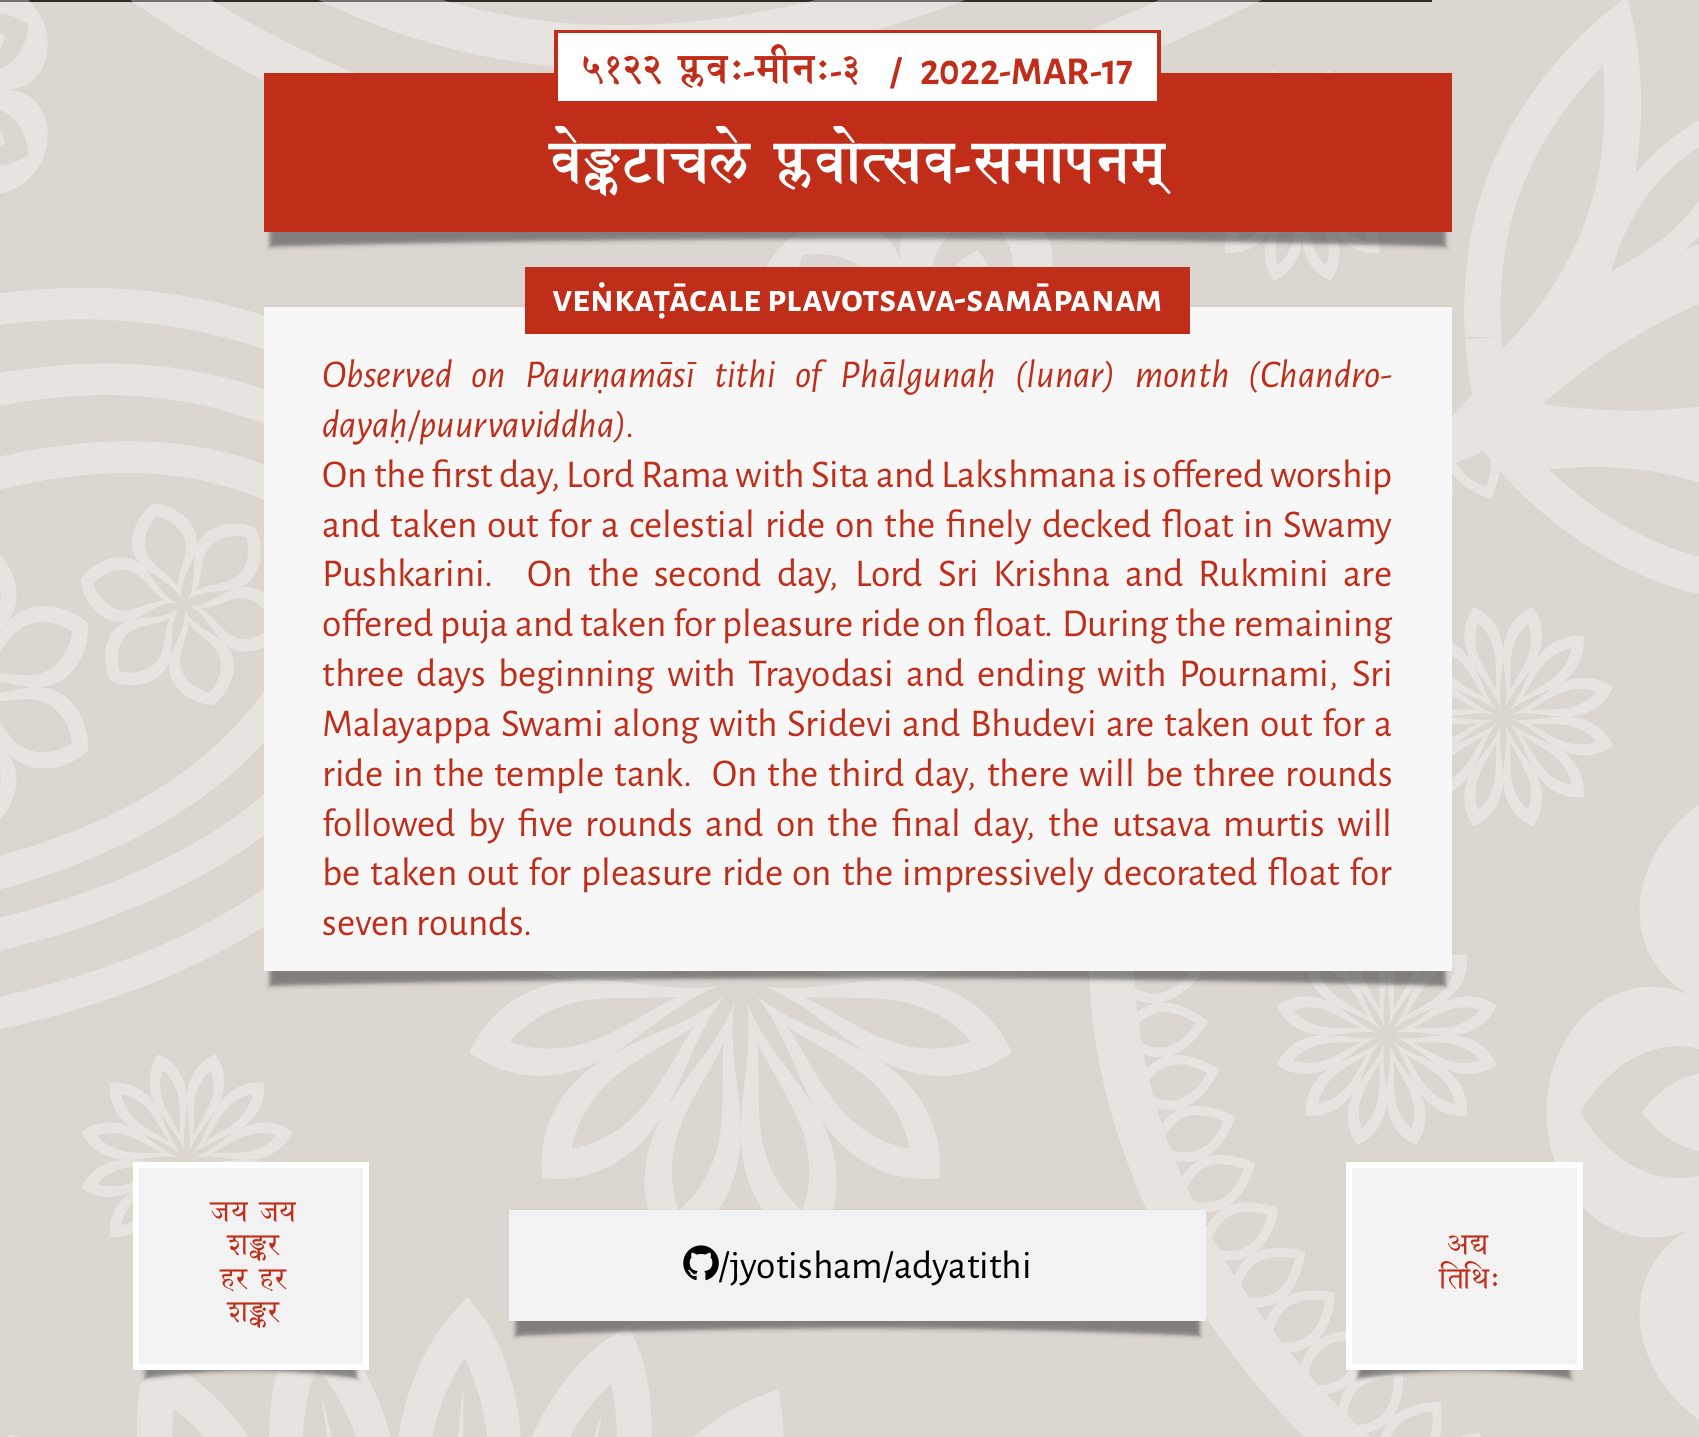 ५१२२ प्लवः-मीनः-३ / 2022-MAR-17
वेङ्कटाचले प्लवोत्सव-समापनम्
VEṄKAṬĀCALE PLAVOTSAVA-SAMĀPANAM
Observed on Paurṇamāsī tithi of Phālgunaḥ (lunar) month (Chandro-
dayaḥ/puurvaviddha).
On the first day, Lord Rama with Sita and Lakshmana is offered worship
and taken out for a celestial ride on the finely decked float in Swamy
Pushkarini. On the second day, Lord Sri Krishna and Rukmini are
offered puja and taken for pleasure ride on float. During the remaining
three days beginning with Trayodasi and ending with Pournami, Sri
Malayappa Swami along with Sridevi and Bhudevi are taken out for a
ride in the temple tank. On the third day, there will be three rounds
followed by five rounds and on the final day, the utsava murtis will
be taken out for pleasure ride on the impressively decorated float for
seven rounds.
जय जय
शङ्कर
हर हर
शङ्कर
/jyotisham/adyatithi
अद्य
तिथिः